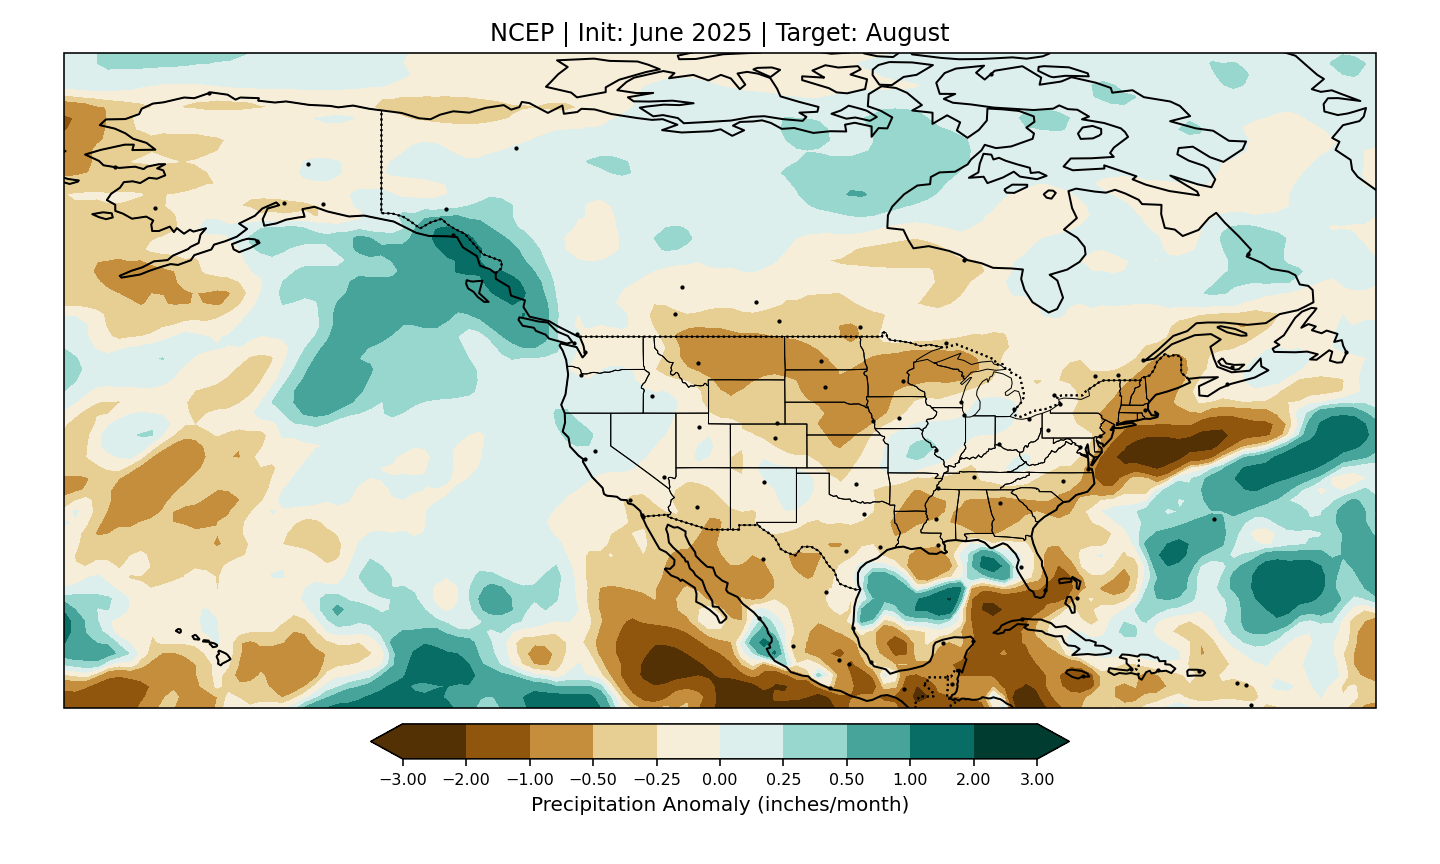 NCEP | Init: June 2025 | Target: August
−3.00 −2.00 −1.00 −0.50 −0.25 0.00 0.25 0.50 1.00 2.00 3.00
Precipitation Anomaly (inches/month)